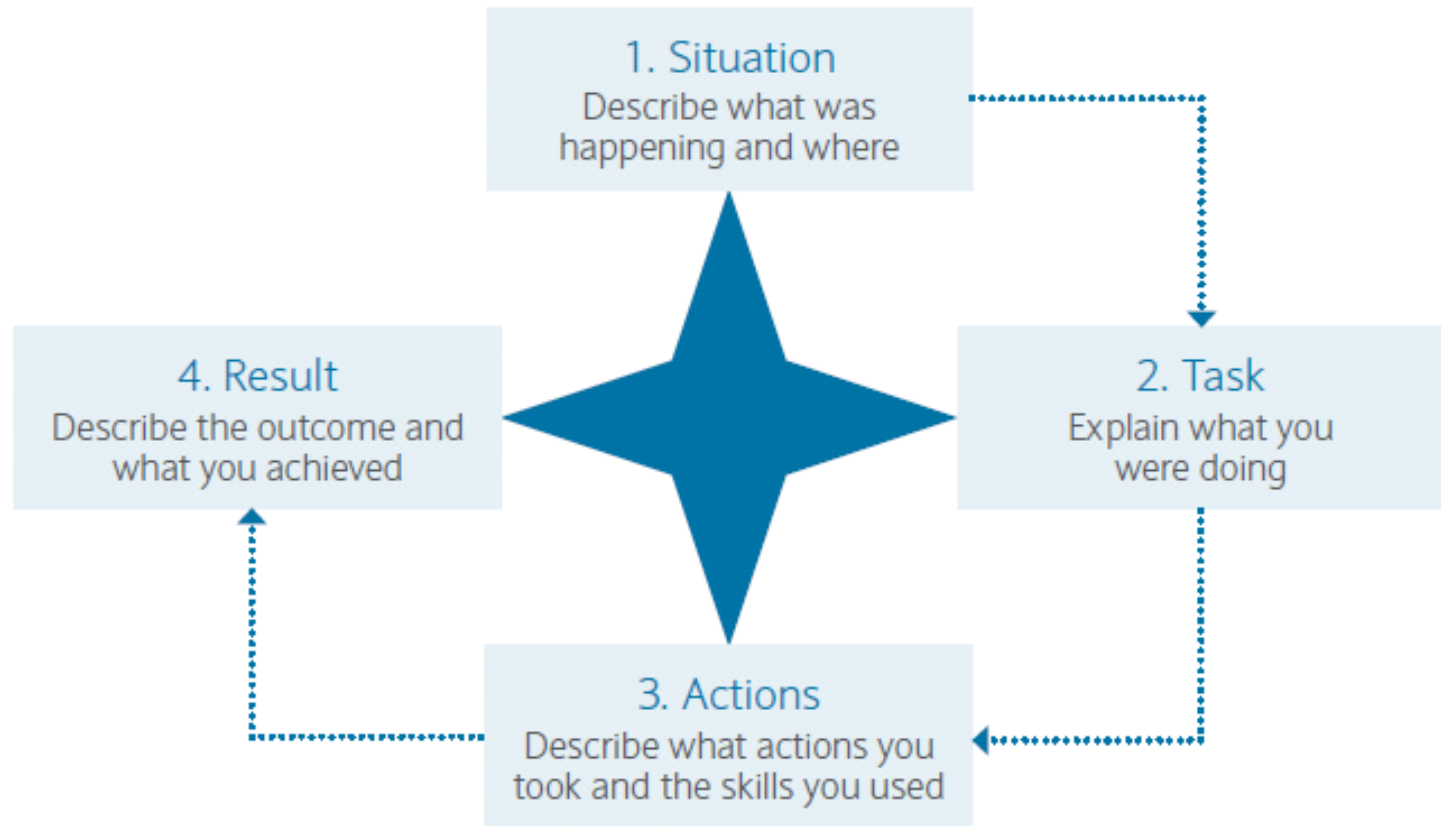 1. Situation
Describe what was
happening and where
2. Task
Explain what you
were doing
3. Actions
Describe what actions you
took and the skills you used
4. Result
Describe the outcome and
what you achieved